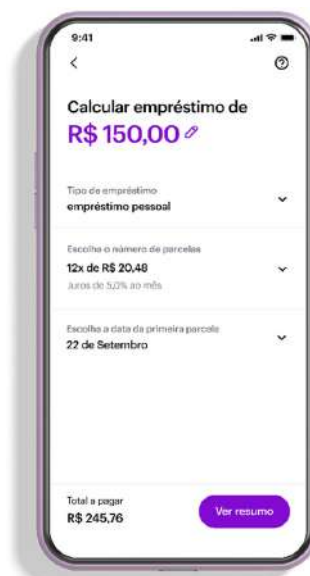 9:41
Calcular empréstimo de
R$ 150,00
Tipo de empréstimo
empréstimo pessoal
Escolha o número de parcelas
12x de R$ 20,48
Juros de 5,0% ao mês
Escolha a data da primeira parcela
22 de Setembro
Total a pagar
R$ 245,76
Ver resumo